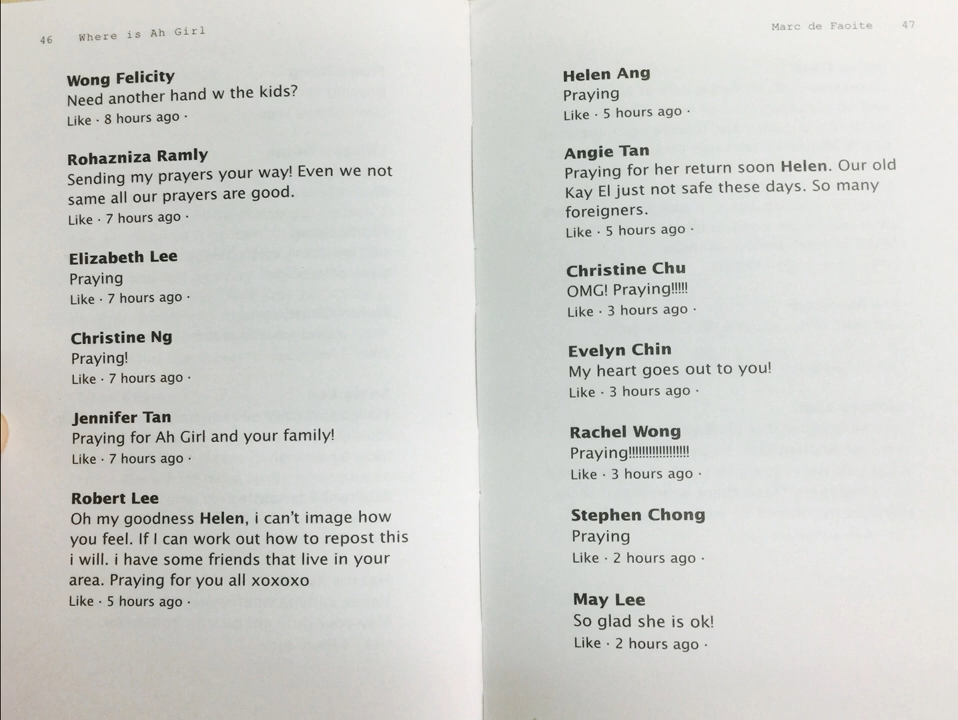 46 Where is Ah Girl
Wong Felicity
Need another hand w the kids?
Like · 8 hours ago ·
Rohazniza Ramly
Sending my prayers your way! Even we not
same all our prayers are good.
Like · 7 hours ago ·
Elizabeth Lee
Praying
Like · 7 hours ago ·
Christine Ng
Praying!
Like · 7 hours ago ·
Jennifer Tan
Praying for Ah Girl and your family!
Like · 7 hours ago ·
Robert Lee
Oh my goodness Helen, i can't image how
you feel. If I can work out how to repost this
i will. i have some friends that live in your
area. Praying for you all xoxoxo
Like · 5 hours ago ·
Marc de Faoite 47
Helen Ang
Praying
Like · 5 hours ago ·
Angie Tan
Praying for her return soon Helen. Our old
Kay El just not safe these days. So many
foreigners.
Like · 5 hours ago ·
Christine Chu
OMG! Praying!!!!!
Like · 3 hours ago ·
Evelyn Chin
My heart goes out to you!
Like · 3 hours ago ·
Rachel Wong
Praying!!!!!!!!!!!!!!!!!!
Like · 3 hours ago ·
Stephen Chong
Praying
Like · 2 hours ago ·
May Lee
So glad she is ok!
Like · 2 hours ago ·